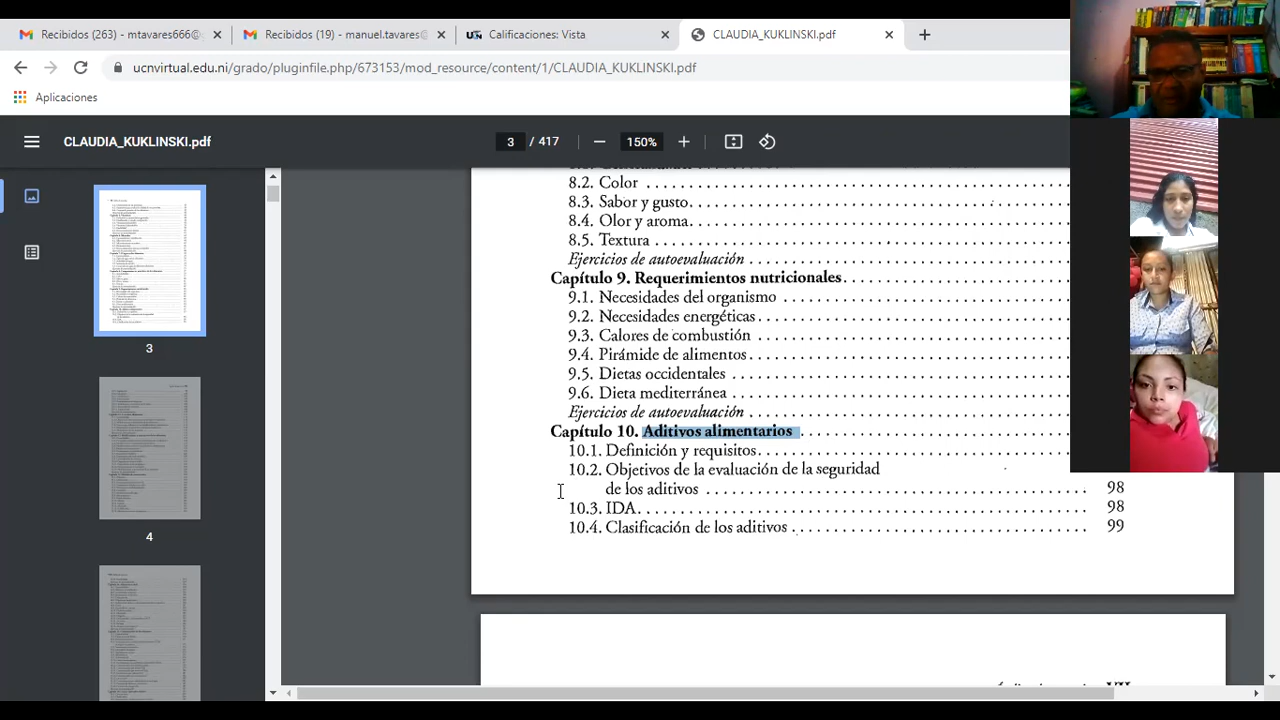 Recibidos (263) - mtavares666@
Recibidos (19) - manuel.tavares@
Calificaciones: Vista
CLAUDIA_KUKLINSKI.pdf
ucnvirtual.edu.ni/grado/pluginfile.php/673153/mod_resource/content/1/CLAUDIA_KUKLINSKI.pdf
Aplicaciones
CLAUDIA_KUKLINSKI.pdf
3 / 417
150%
3
4
8.2. Color
8.3. Sabor y gusto
8.4. Olor y aroma
8.5. Textura
Ejercicios de autoevaluación
Capítulo 9. Requerimientos nutricionales
9.1. Necesidades del organismo
9.2. Necesidades energéticas
9.3. Calores de combustión
9.4. Pirámide de alimentos
9.5. Dietas occidentales
9.6. Dieta mediterránea
Ejercicios de autoevaluación
Capítulo 10. Aditivos alimentarios
10.1. Definición y requisitos
10.2. Objetivos de la evaluación de la seguridad
de los aditivos 98
10.3. IDA 98
10.4. Clasificación de los aditivos 99